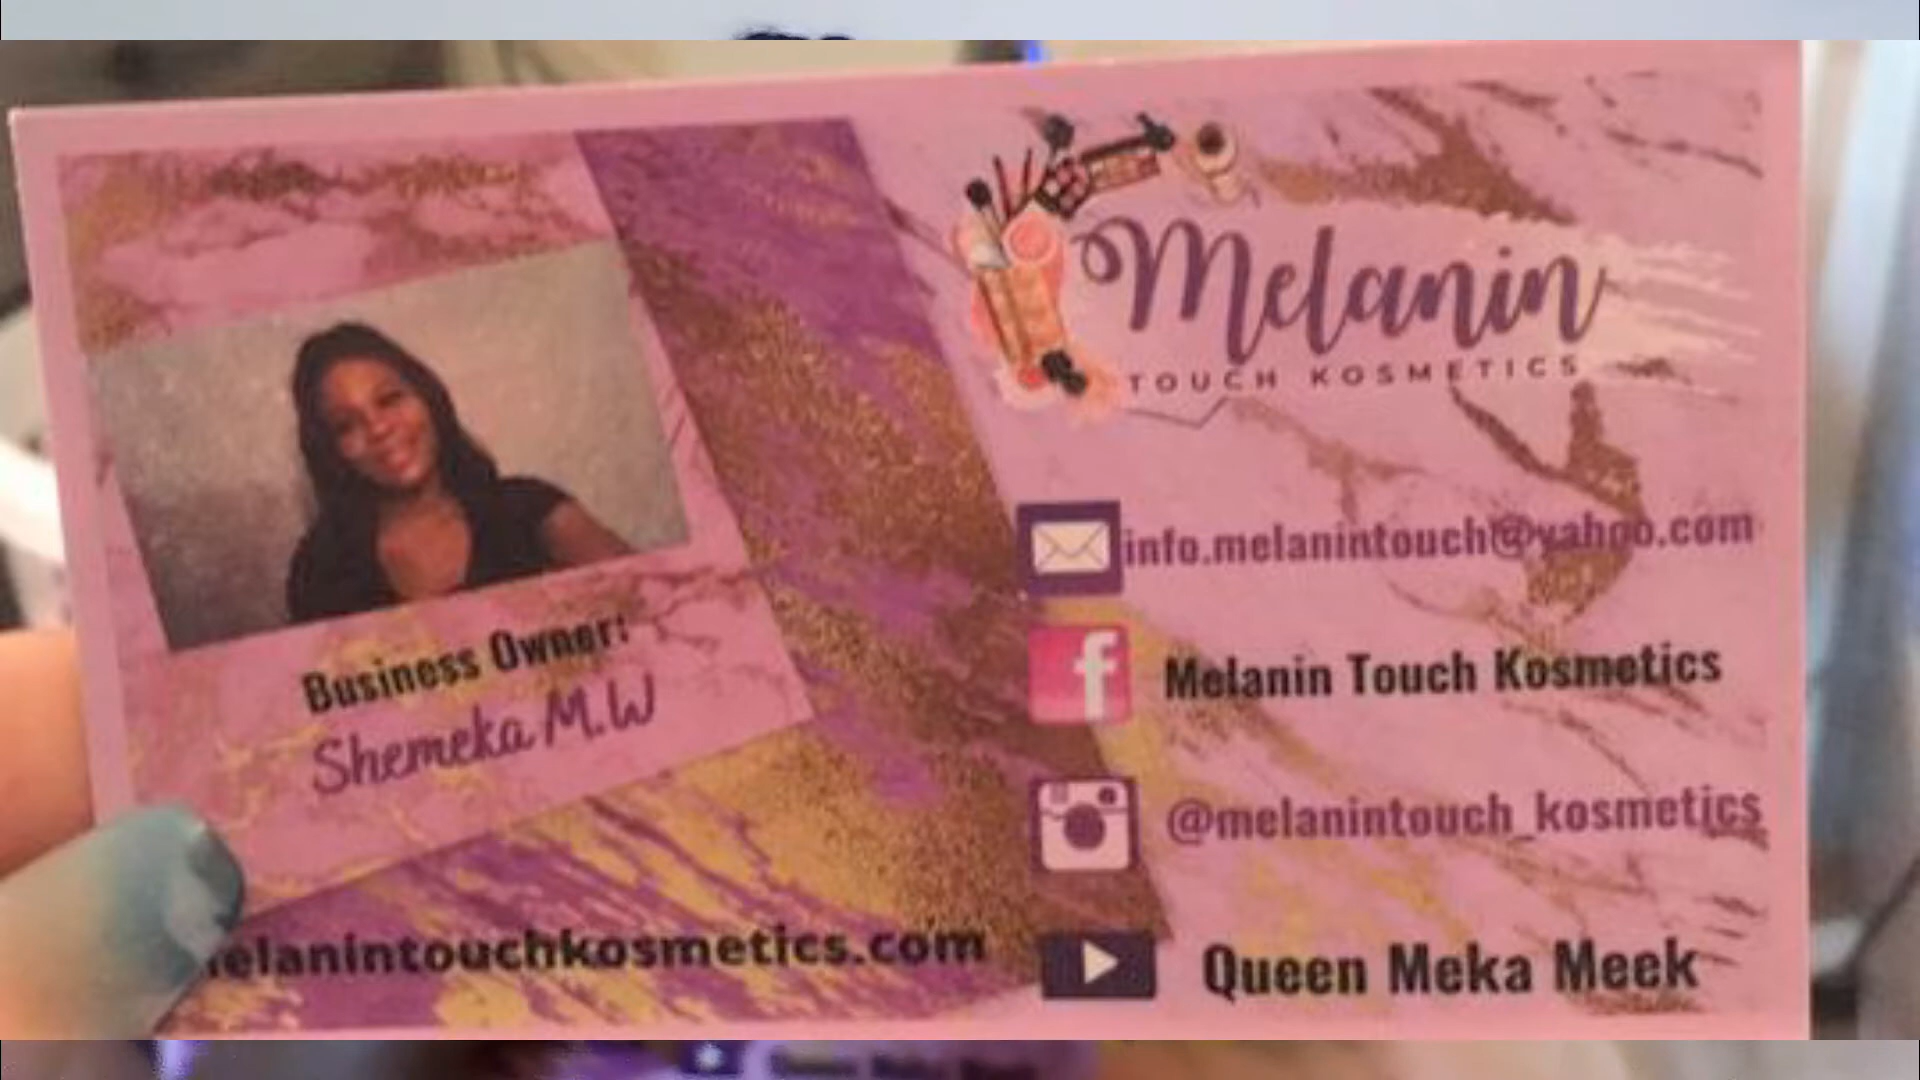 Melanin
TOUCH KOSMETICS
info.melanintouch@yahoo.com
Melanin Touch Kosmetics
@melanintouch_kosmetics
Queen Meka Meek
Business Owner:
Shemeka M.W
elanintouchkosmetics.com